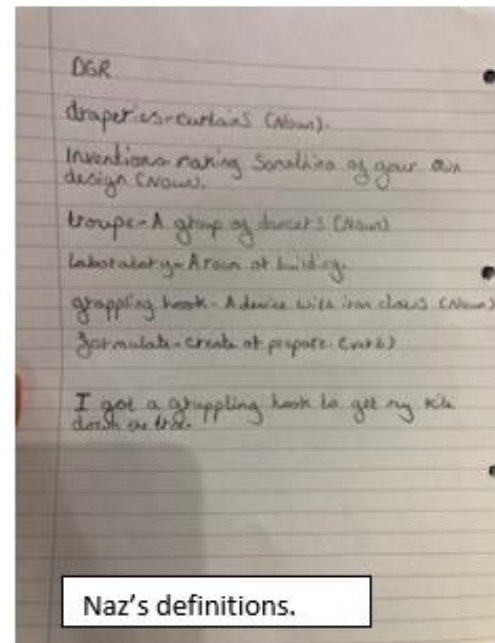 DGR
draperies-curtains (Noun).
Inventions-making something of your own
design (Noun).
troupe-A group of dancers (Noun)
Laboratory-A room or building.
grappling hook-A device with iron claws (Noun)
formulate-create or prepare. (verb)
I got a grappling hook to get my kite
down
Naz's definitions.